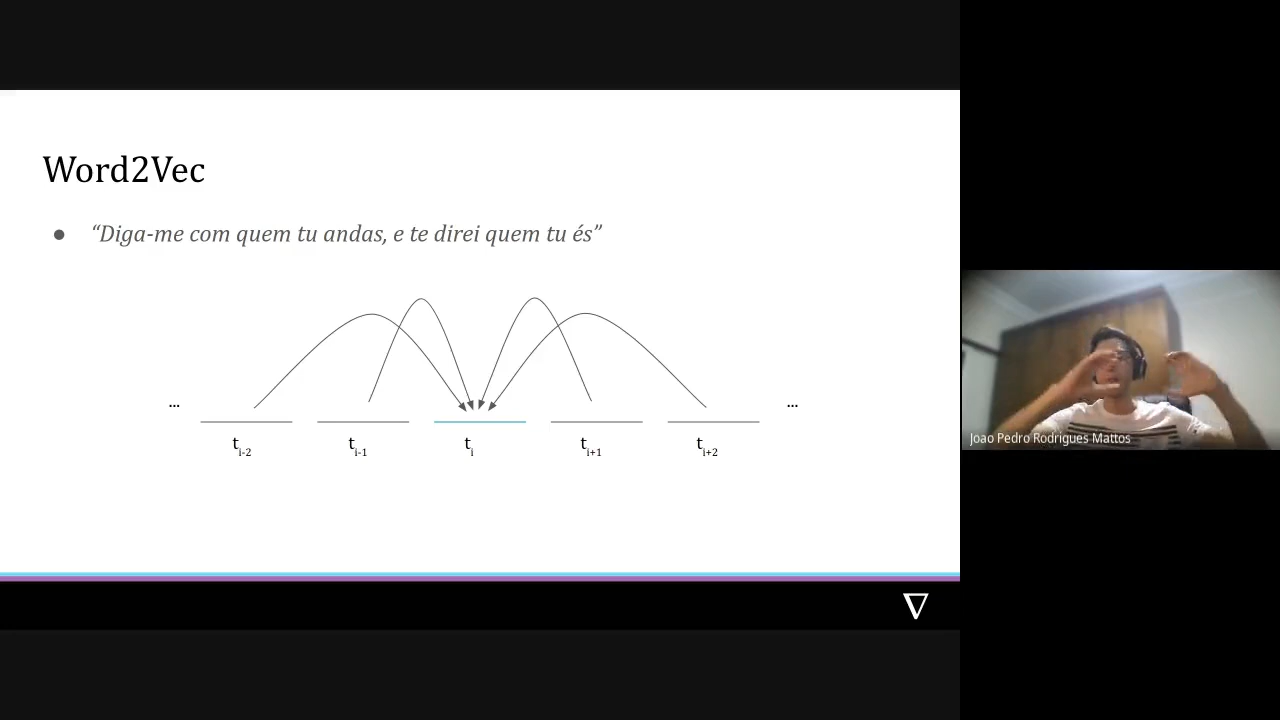 Word2Vec
● “Diga-me com quem tu andas, e te direi quem tu és”
... ...
tᵢ₋₂ tᵢ₋₁ tᵢ tᵢ₊₁ tᵢ₊₂
Joao Pedro Rodrigues Mattos